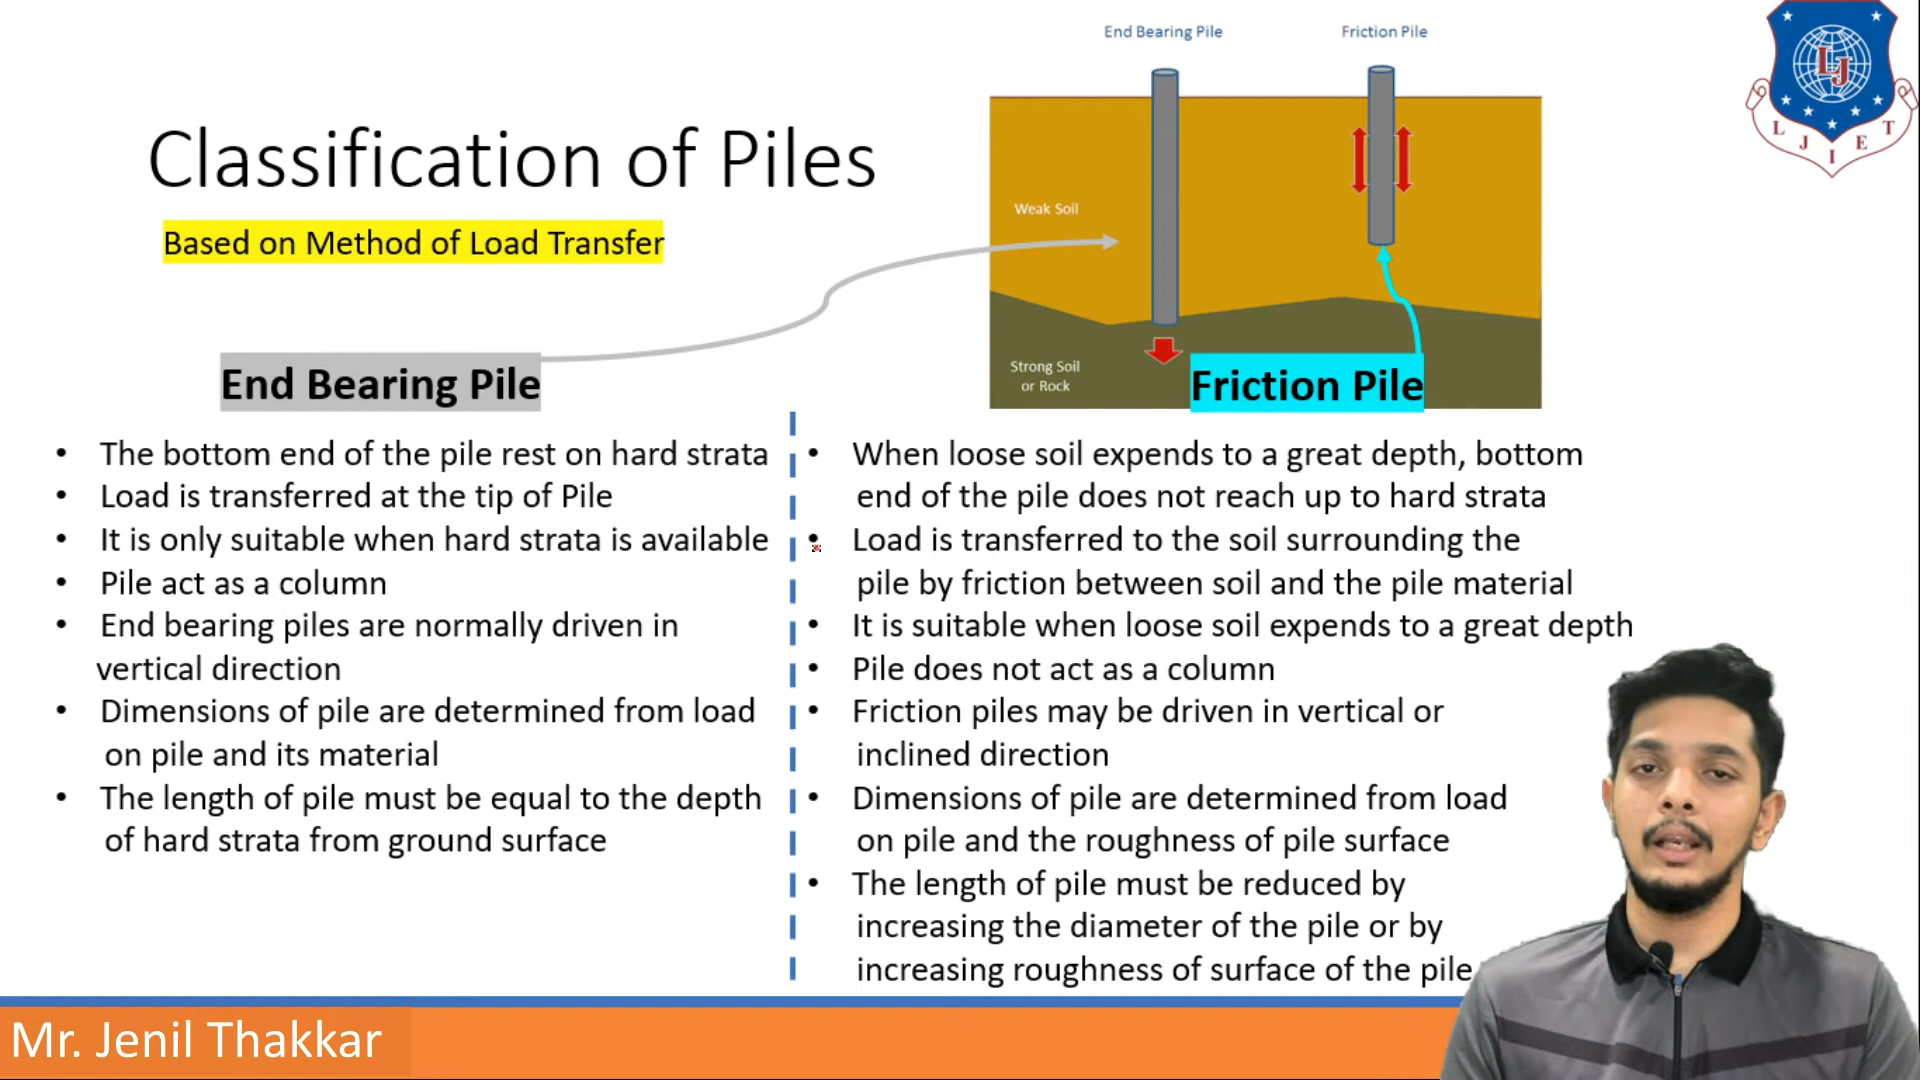 End Bearing Pile
Friction Pile
L J I E T
LJ
Classification of Piles
Based on Method of Load Transfer
Weak Soil
Strong Soil
or Rock
End Bearing Pile
• The bottom end of the pile rest on hard strata
• Load is transferred at the tip of Pile
• It is only suitable when hard strata is available
• Pile act as a column
• End bearing piles are normally driven in
vertical direction
• Dimensions of pile are determined from load
on pile and its material
• The length of pile must be equal to the depth
of hard strata from ground surface
Friction Pile
• When loose soil expends to a great depth, bottom
end of the pile does not reach up to hard strata
• Load is transferred to the soil surrounding the
pile by friction between soil and the pile material
• It is suitable when loose soil expends to a great depth
• Pile does not act as a column
• Friction piles may be driven in vertical or
inclined direction
• Dimensions of pile are determined from load
on pile and the roughness of pile surface
• The length of pile must be reduced by
increasing the diameter of the pile or by
increasing roughness of surface of the pile
Mr. Jenil Thakkar